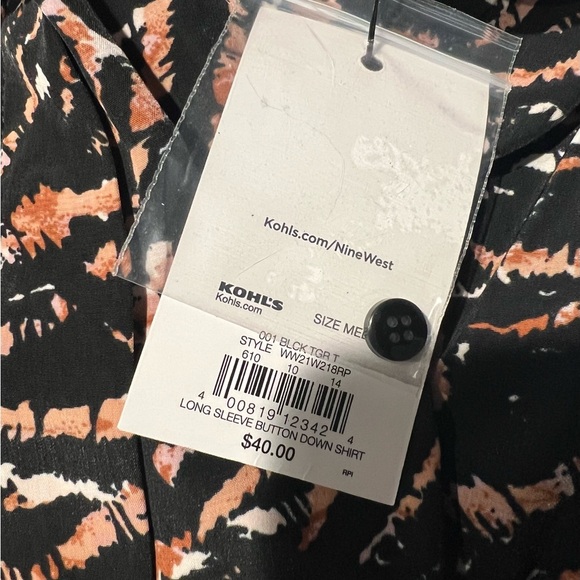 Kohls.com/NineWest
KOHL'S
Kohls.com
SIZE MED
001 BLCK TGR T
STYLE WW21W218RP
610 10 14
4 00819 12342 4
LONG SLEEVE BUTTON DOWN SHIRT
$40.00
RPI